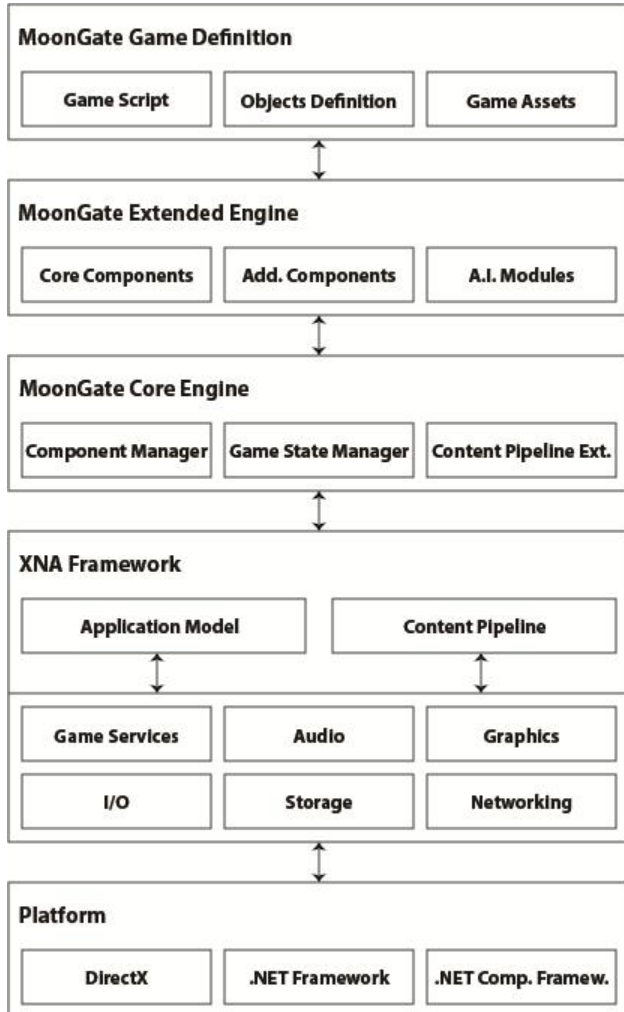 MoonGate Game Definition
Game Script
Objects Definition
Game Assets
MoonGate Extended Engine
Core Components
Add. Components
A.I. Modules
MoonGate Core Engine
Component Manager
Game State Manager
Content Pipeline Ext.
XNA Framework
Application Model
Content Pipeline
Game Services
Audio
Graphics
I/O
Storage
Networking
Platform
DirectX
.NET Framework
.NET Comp. Framew.